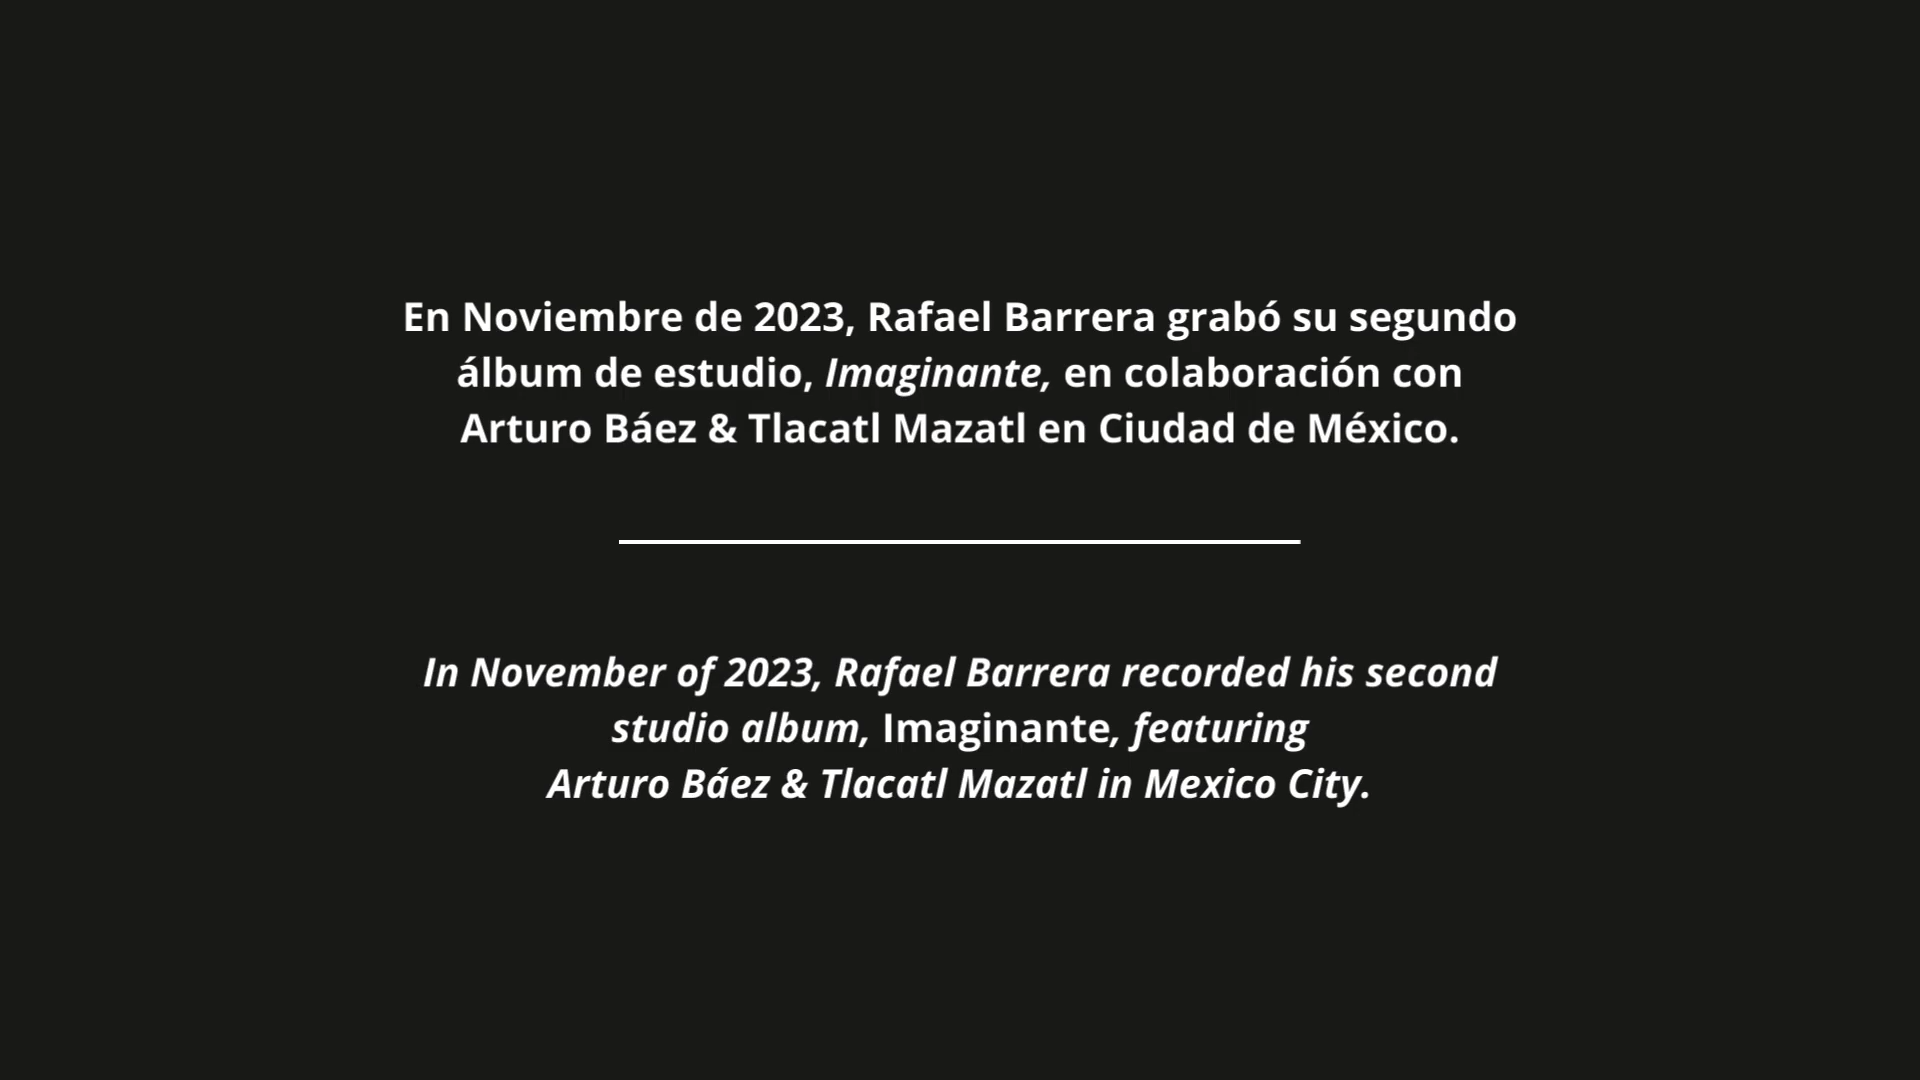 En Noviembre de 2023, Rafael Barrera grabó su segundo
álbum de estudio, Imaginante, en colaboración con
Arturo Báez & Tlacatl Mazatl en Ciudad de México.
In November of 2023, Rafael Barrera recorded his second
studio album, Imaginante, featuring
Arturo Báez & Tlacatl Mazatl in Mexico City.